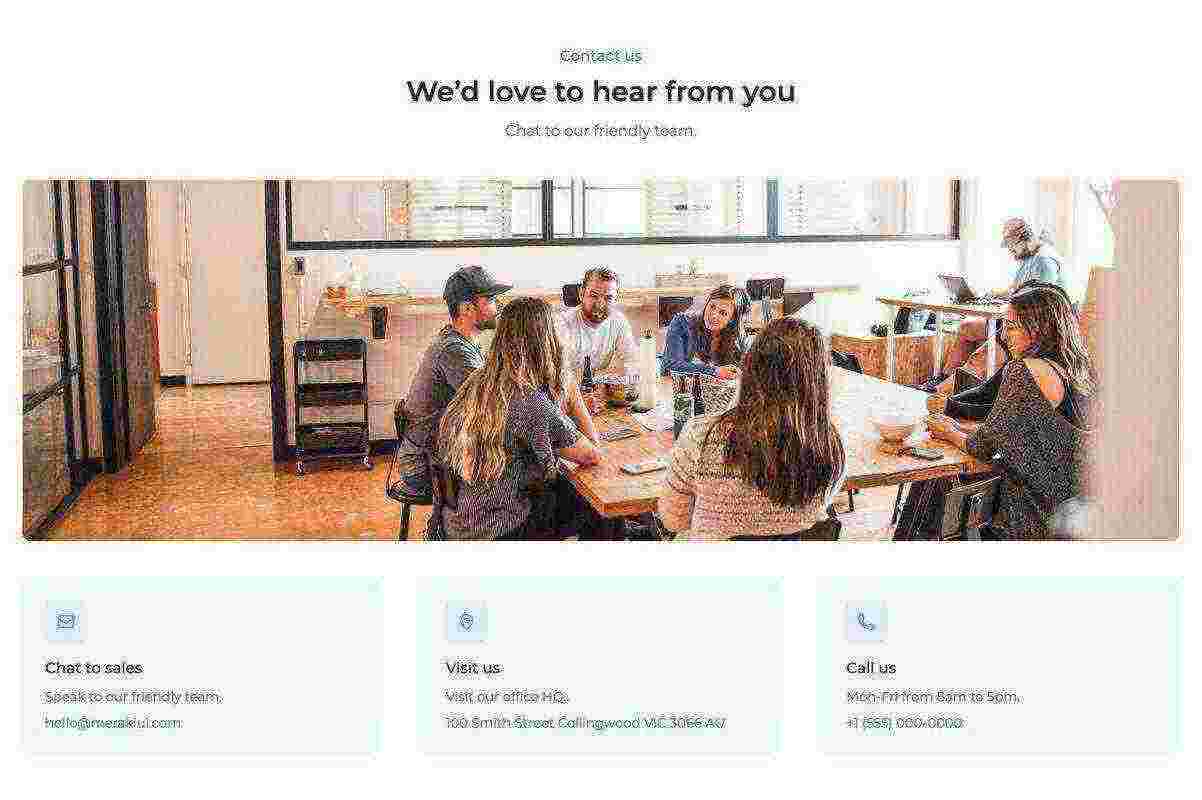 Contact us
We'd love to hear from you
Chat to our friendly team.
Chat to sales
Speak to our friendly team.
hello@merakiui.com
Visit us
Visit our office HQ..
100 Smith Street Collingwood VIC 3066 AU
Call us
Mon-Fri from 8am to 5pm.
+1 (555) 000-0000